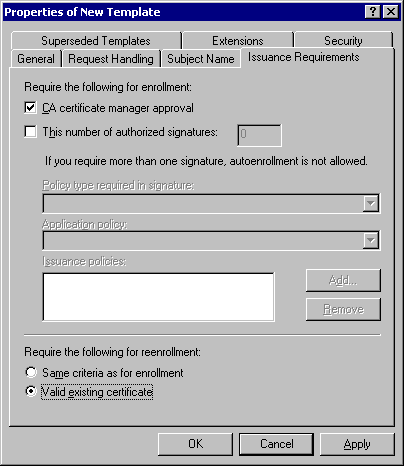 Properties of New Template
Superseded Templates Extensions Security
General Request Handling Subject Name Issuance Requirements
Require the following for enrollment:
CA certificate manager approval
This number of authorized signatures: 0
If you require more than one signature, autoenrollment is not allowed.
Policy type required in signature:
Application policy:
Issuance policies:
Add...
Remove
Require the following for reenrollment:
Same criteria as for enrollment
Valid existing certificate
OK Cancel Apply